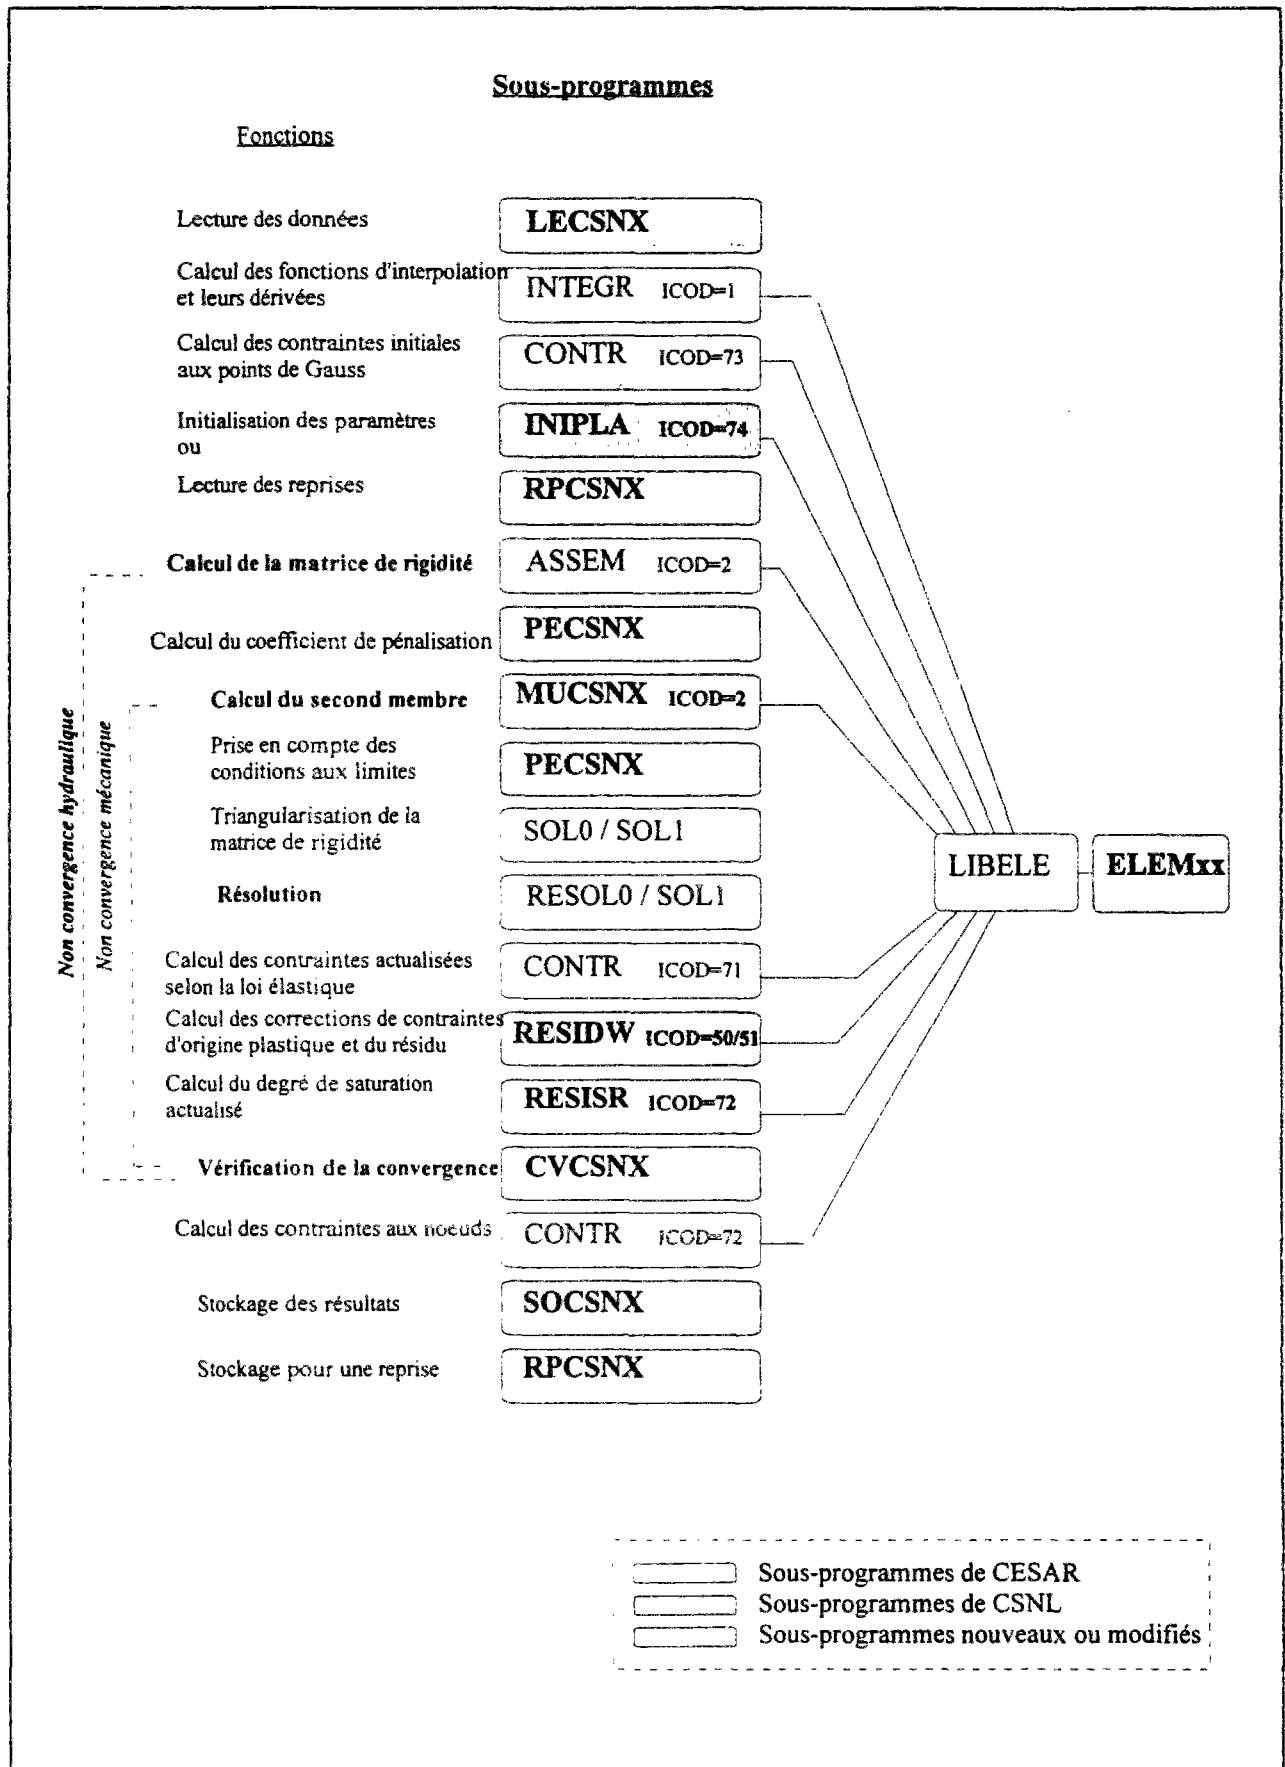 Sous-programmes
Fonctions
Lecture des données
LECSNX
Calcul des fonctions d'interpolation
et leurs dérivées
INTEGR ICOD=1
Calcul des contraintes initiales
aux points de Gauss
CONTR ICOD=73
Initialisation des paramètres
ou
INIPLA ICOD=74
Lecture des reprises
RPCSNX
Calcul de la matrice de rigidité
ASSEM ICOD=2
Calcul du coefficient de pénalisation
PECSNX
Calcul du second membre
MUCSNX ICOD=2
Prise en compte des
conditions aux limites
PECSNX
Triangularisation de la
matrice de rigidité
SOL0 / SOL1
Résolution
RESOL0 / SOL1
Calcul des contraintes actualisées
selon la loi élastique
CONTR ICOD=71
Calcul des corrections de contraintes
d'origine plastique et du résidu
RESIDW ICOD=50/51
Calcul du degré de saturation
actualisé
RESISR ICOD=72
Vérification de la convergence
CVCSNX
Calcul des contraintes aux noeuds
CONTR ICOD=72
Stockage des résultats
SOCSNX
Stockage pour une reprise
RPCSNX
Non convergence hydraulique
Non convergence mécanique
LIBELE
ELEMxx
Sous-programmes de CESAR
Sous-programmes de CSNL
Sous-programmes nouveaux ou modifiés